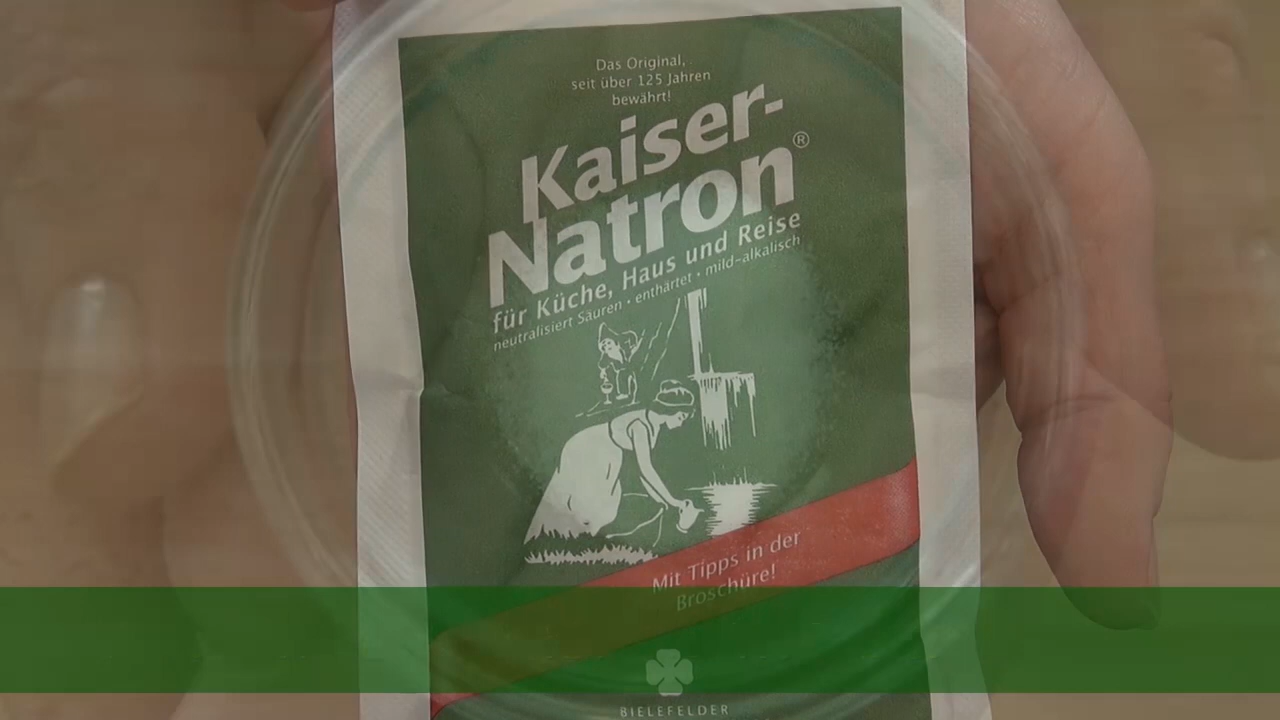 Das Original,
seit über 125 Jahren
bewährt!
Kaiser-
Natron®
für Küche, Haus und Reise
neutralisiert Säuren • enthärtet • mild-alkalisch
Mit Tipps in der
Broschüre!
BIELEFELDER